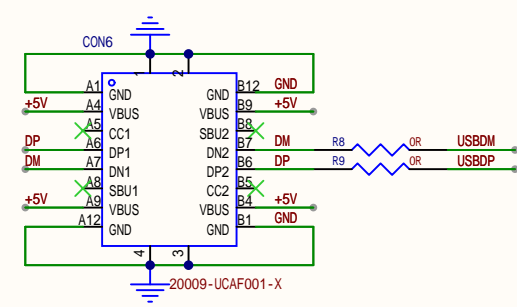 CON6
1 2
A1 GND GND B12 GND
+5V A4 VBUS VBUS B9 +5V
A5 CC1 SBU2 B8
DP A6 DP1 DN2 B7 DM R8 0R USBDM
DM A7 DN1 DP2 B6 DP R9 0R USBDP
A8 SBU1 CC2 B5
+5V A9 VBUS VBUS B4 +5V
A12 GND GND B1 GND
4 3
20009-UCAF001-X